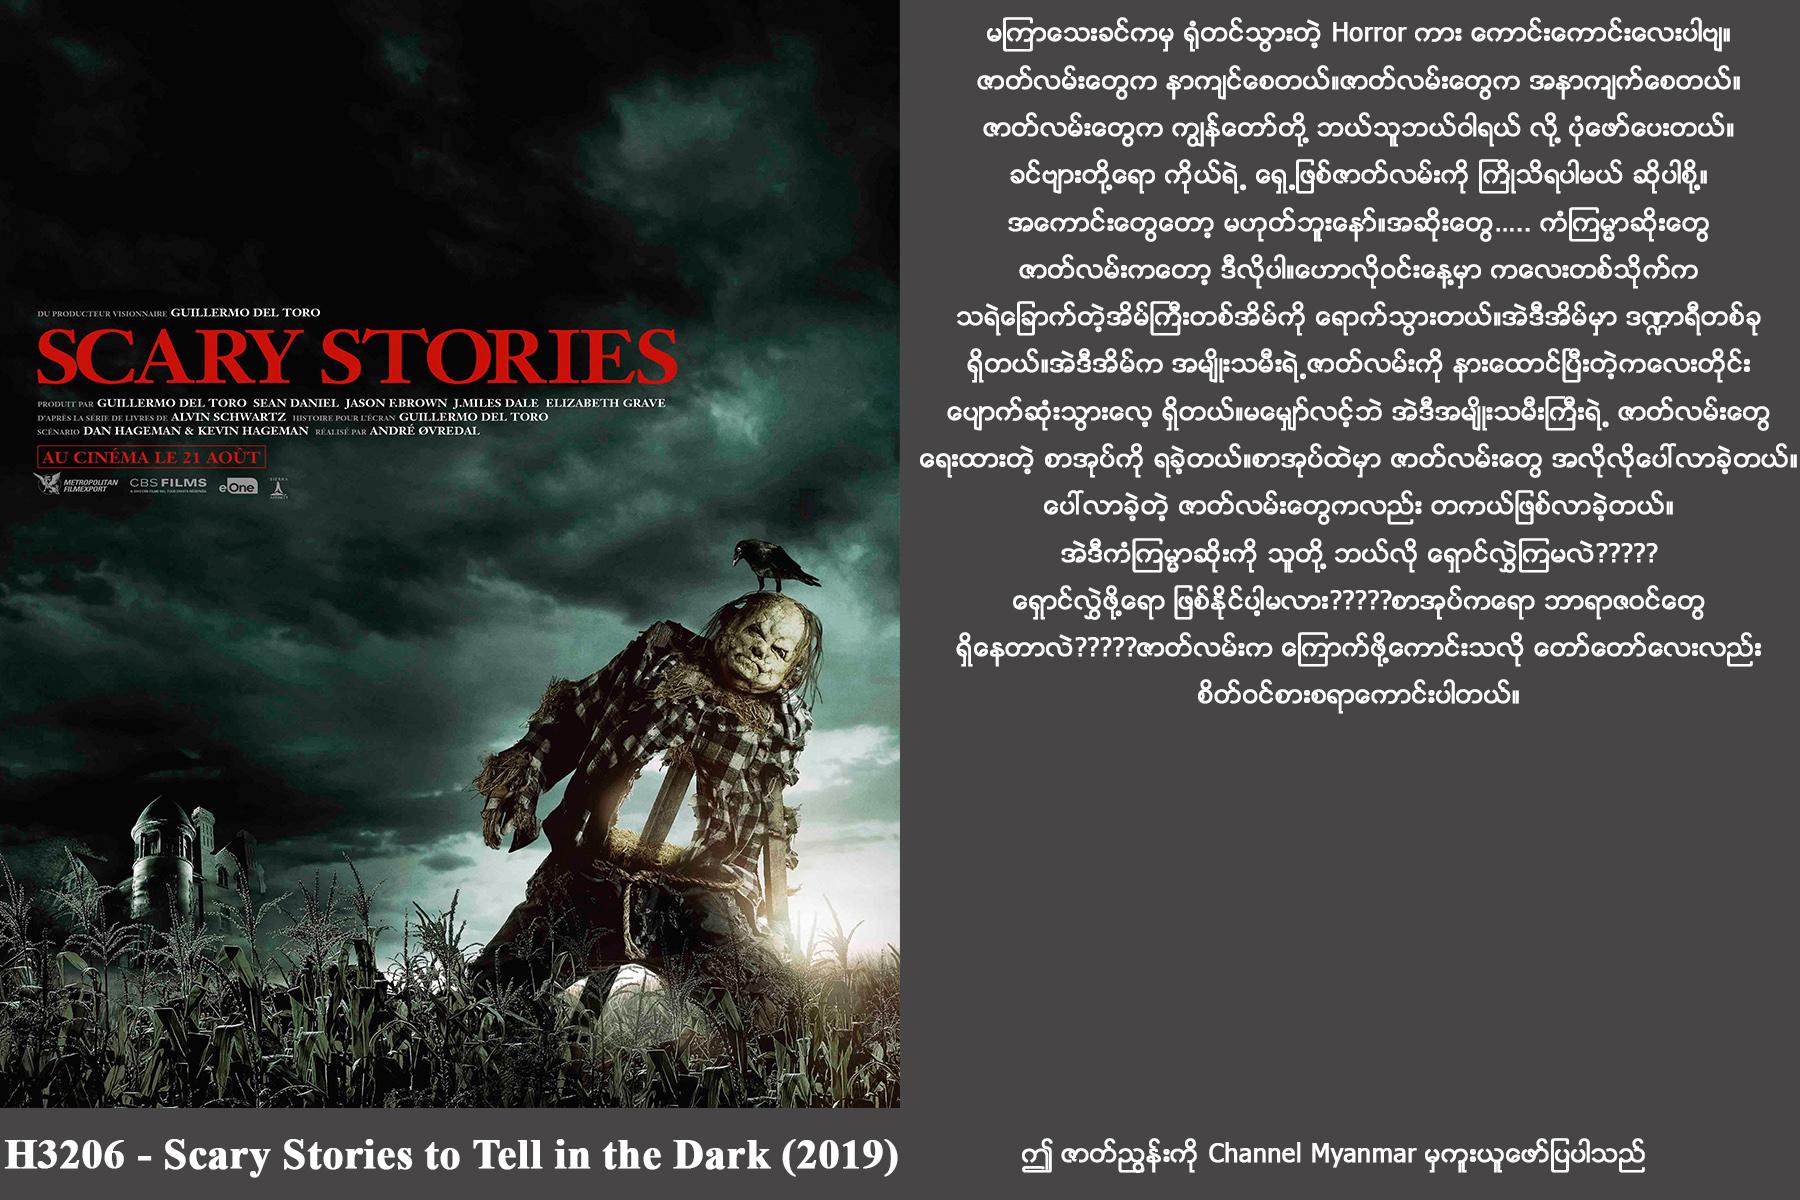 DU PRODUCTEUR VISIONNAIRE GUILLERMO DEL TORO
SCARY STORIES
PRODUIT PAR GUILLERMO DEL TORO SEAN DANIEL JASON F.BROWN J.MILES DALE ELIZABETH GRAVE
D'APRÈS LA SÉRIE DE LIVRES DE ALVIN SCHWARTZ HISTOIRE POUR L'ÉCRAN GUILLERMO DEL TORO
SCÉNARIO DAN HAGEMAN & KEVIN HAGEMAN RÉALISÉ PAR ANDRÉ ØVREDAL
AU CINÉMA LE 21 AOÛT
METROPOLITAN FILMEXPORT CBS FILMS eOne SIERRA
H3206 - Scary Stories to Tell in the Dark (2019)
မကြာသေးခင်ကမှ ရုံတင်သွားတဲ့ Horror ကား ကောင်းကောင်းလေးပါဗျ။
ဇာတ်လမ်းတွေက နာကျင်စေတယ်။ဇာတ်လမ်းတွေက အနာကျက်စေတယ်။
ဇာတ်လမ်းတွေက ကျွန်တော်တို့ ဘယ်သူဘယ်ဝါရယ် လို့ ပုံဖော်ပေးတယ်။
ခင်ဗျားတို့ရော ကိုယ်ရဲ့ ရှေ့ဖြစ်ဇာတ်လမ်းကို ကြိုသိရပါမယ် ဆိုပါစို့။
အကောင်းတွေတော့ မဟုတ်ဘူးနော်။အဆိုးတွေ..... ကံကြမ္မာဆိုးတွေ
ဇာတ်လမ်းကတော့ ဒီလိုပါ။ဟောလိုဝင်းနေ့မှာ ကလေးတစ်သိုက်က
သရဲခြောက်တဲ့အိမ်ကြီးတစ်အိမ်ကို ရောက်သွားတယ်။အဲဒီအိမ်မှာ ဒဏ္ဍာရီတစ်ခု
ရှိတယ်။အဲဒီအိမ်က အမျိုးသမီးရဲ့ဇာတ်လမ်းကို နားထောင်ပြီးတဲ့ကလေးတိုင်း
ပျောက်ဆုံးသွားလေ့ ရှိတယ်။မမျှော်လင့်ဘဲ အဲဒီအမျိုးသမီးကြီးရဲ့ ဇာတ်လမ်းတွေ
ရေးထားတဲ့ စာအုပ်ကို ရခဲ့တယ်။စာအုပ်ထဲမှာ ဇာတ်လမ်းတွေ အလိုလိုပေါ်လာခဲ့တယ်။
ပေါ်လာခဲ့တဲ့ ဇာတ်လမ်းတွေကလည်း တကယ်ဖြစ်လာခဲ့တယ်။
အဲဒီကံကြမ္မာဆိုးကို သူတို့ ဘယ်လို ရှောင်လွှဲကြမလဲ?????
ရှောင်လွှဲဖို့ရော ဖြစ်နိုင်ပါ့မလား?????စာအုပ်ကရော ဘာရာဇဝင်တွေ
ရှိနေတာလဲ?????ဇာတ်လမ်းက ကြောက်ဖို့ကောင်းသလို တော်တော်လေးလည်း
စိတ်ဝင်စားစရာကောင်းပါတယ်။
ဤ ဇာတ်ညွှန်းကို Channel Myanmar မှကူးယူဖော်ပြပါသည်